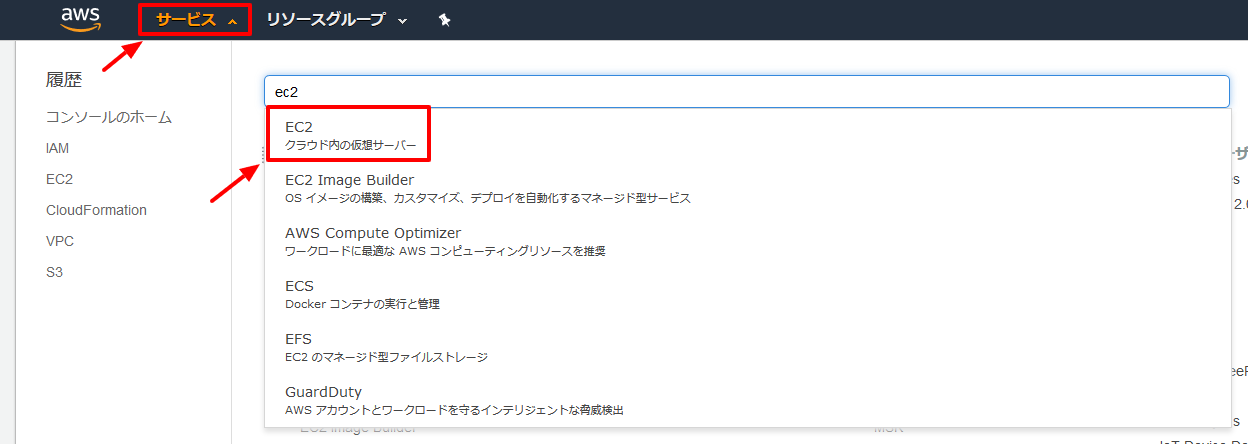 aws サービス リソースグループ
履歴
ec2
コンソールのホーム
IAM
EC2
CloudFormation
VPC
S3
EC2
クラウド内の仮想サーバー
EC2 Image Builder
OS イメージの構築、カスタマイズ、デプロイを自動化するマネージド型サービス
AWS Compute Optimizer
ワークロードに最適な AWS コンピューティングリソースを推奨
ECS
Docker コンテナの実行と管理
EFS
EC2 のマネージド型ファイルストレージ
GuardDuty
AWS アカウントとワークロードを守るインテリジェントな脅威検出
EC2 Image Builder
MSK